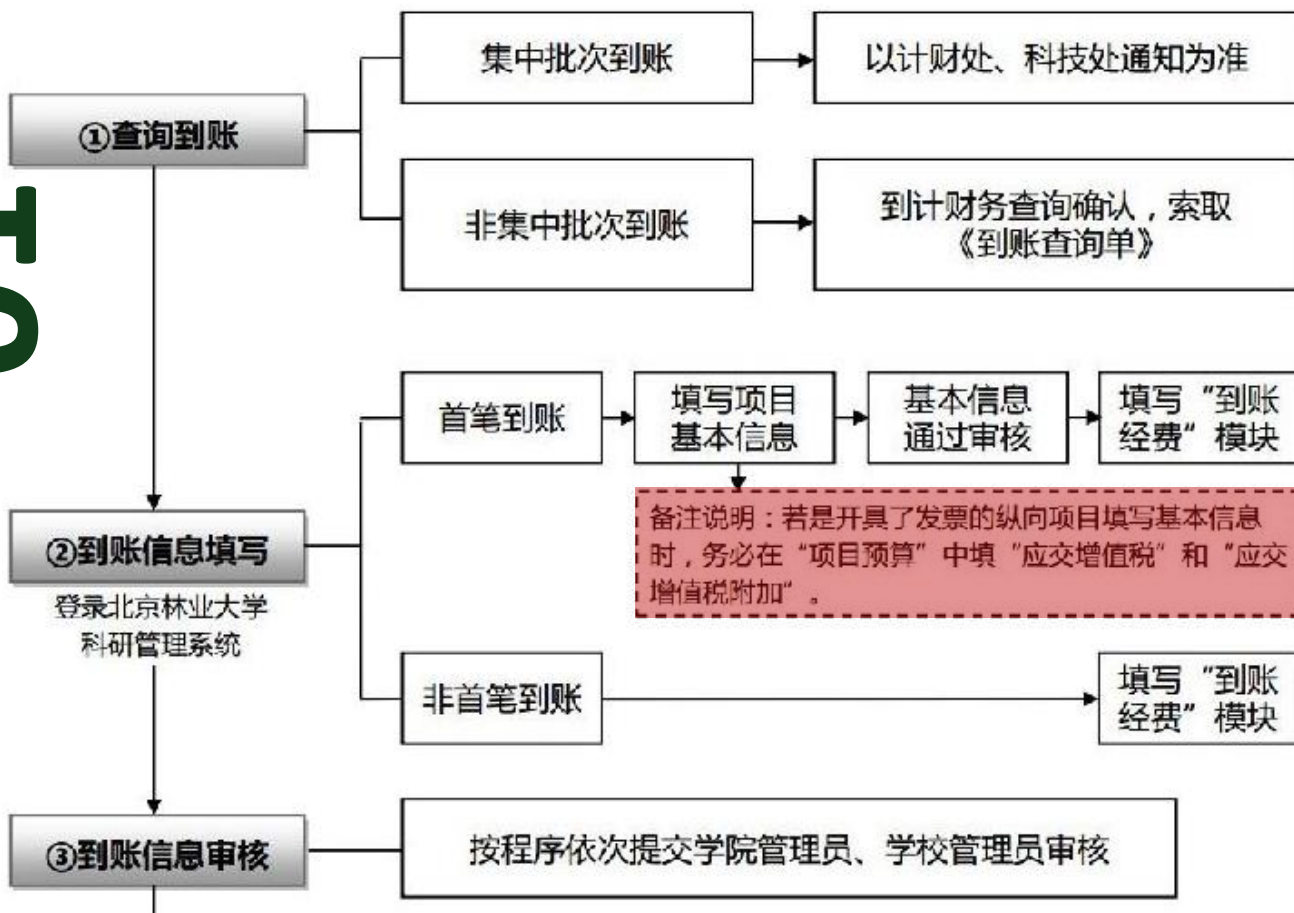 集中批次到账
以计财处、科技处通知为准
①查询到账
非集中批次到账
到计财务查询确认，索取
《到账查询单》
首笔到账
填写项目
基本信息
基本信息
通过审核
填写“到账
经费”模块
备注说明：若是开具了发票的纵向项目填写基本信息
时，务必在“项目预算”中填“应交增值税”和“应交
增值税附加”。
②到账信息填写
登录北京林业大学
科研管理系统
非首笔到账
填写“到账
经费”模块
③到账信息审核
按程序依次提交学院管理员、学校管理员审核